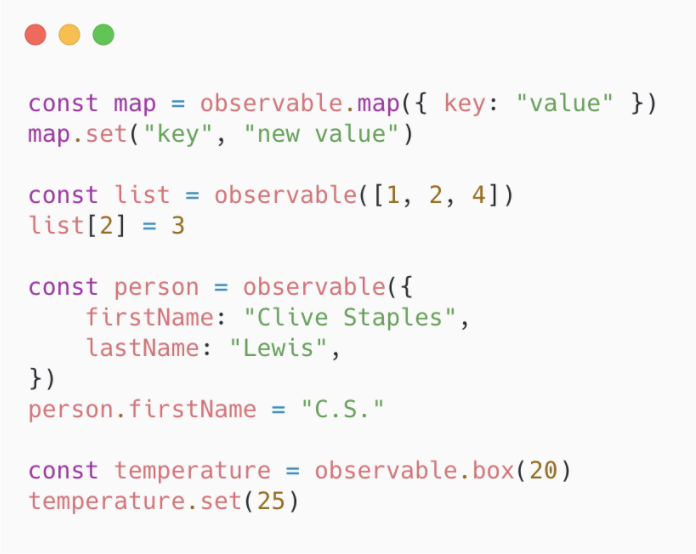 const map = observable.map({ key: "value" })
map.set("key", "new value")

const list = observable([1, 2, 4])
list[2] = 3

const person = observable({
    firstName: "Clive Staples",
    lastName: "Lewis",
})
person.firstName = "C.S."

const temperature = observable.box(20)
temperature.set(25)